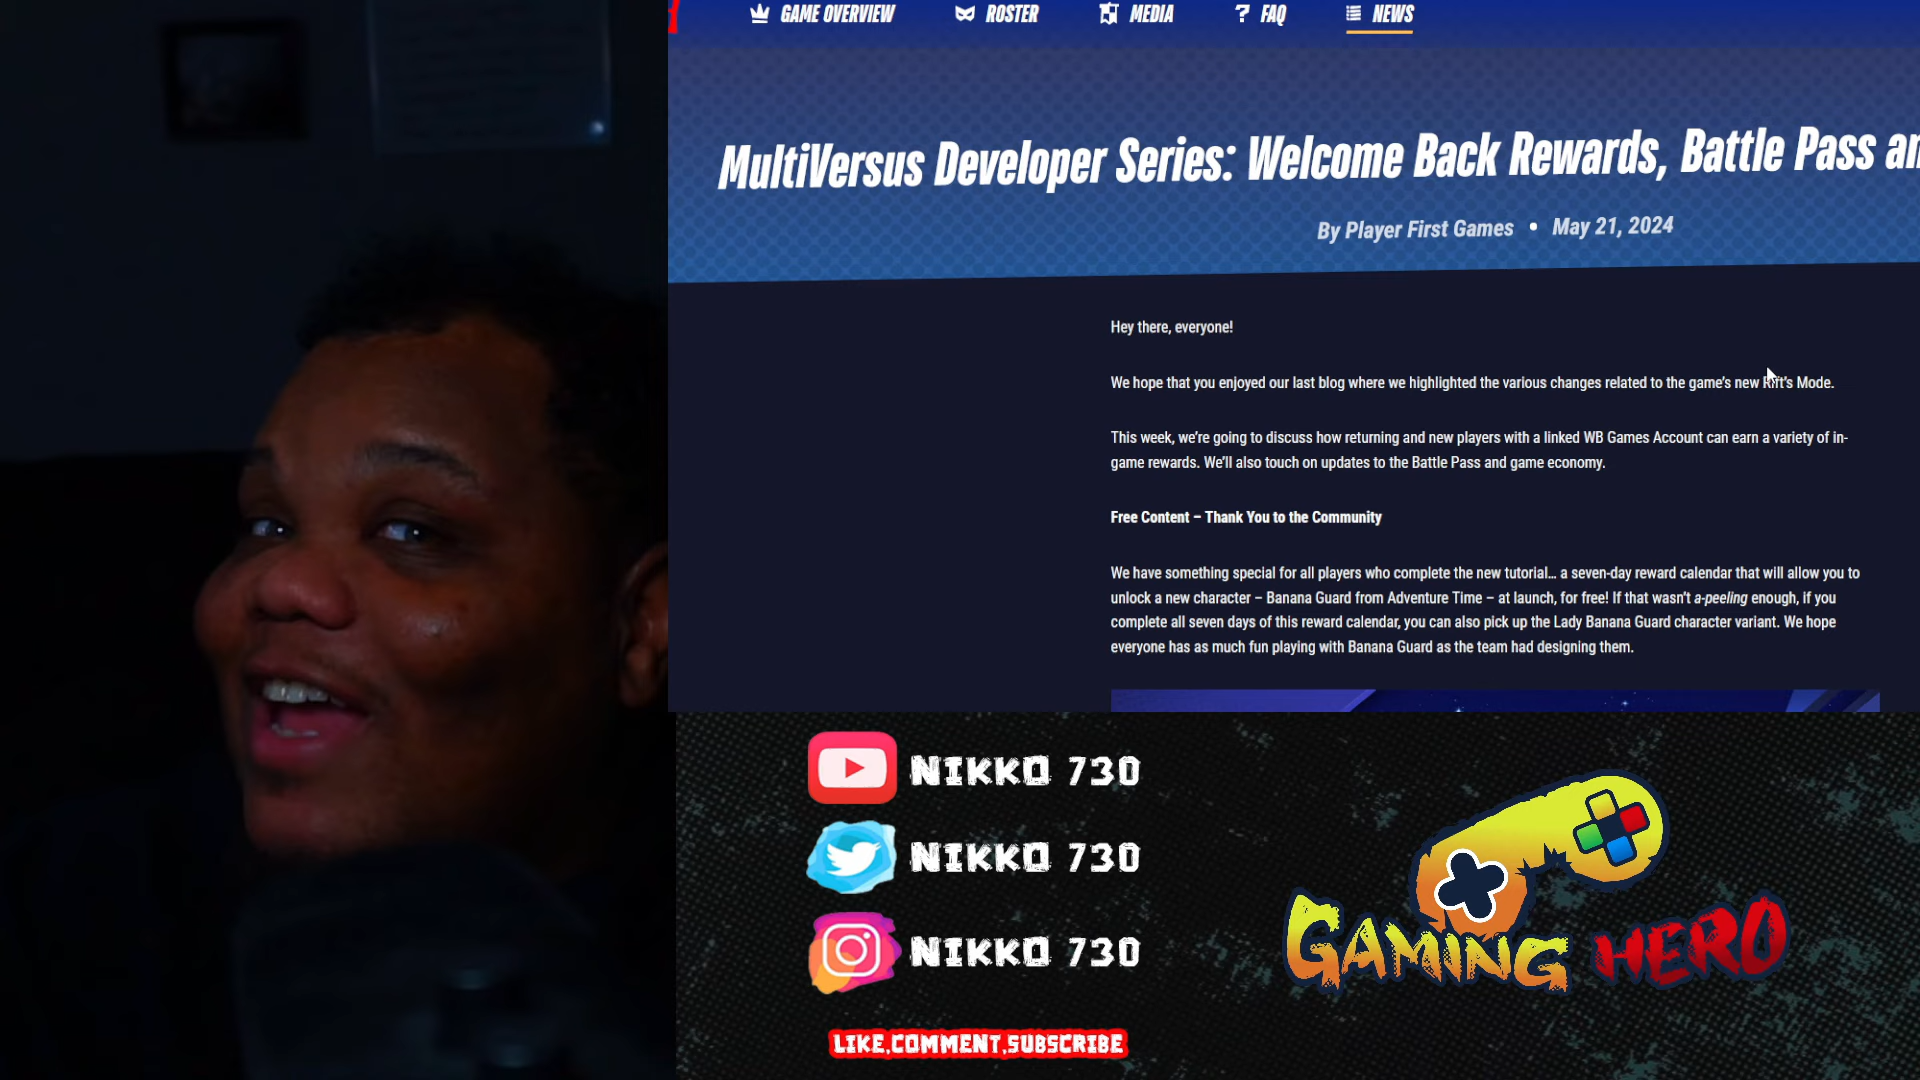 GAME OVERVIEW
ROSTER
MEDIA
? FAQ
NEWS
MultiVersus Developer Series: Welcome Back Rewards, Battle Pass an
By Player First Games • May 21, 2024
Hey there, everyone!
We hope that you enjoyed our last blog where we highlighted the various changes related to the game's new Rift's Mode.
This week, we're going to discuss how returning and new players with a linked WB Games Account can earn a variety of in-
game rewards. We'll also touch on updates to the Battle Pass and game economy.
Free Content – Thank You to the Community
We have something special for all players who complete the new tutorial... a seven-day reward calendar that will allow you to
unlock a new character – Banana Guard from Adventure Time – at launch, for free! If that wasn't a-peeling enough, if you
complete all seven days of this reward calendar, you can also pick up the Lady Banana Guard character variant. We hope
everyone has as much fun playing with Banana Guard as the team had designing them.
NIKKO 730
NIKKO 730
NIKKO 730
GAMING HERO
LIKE,COMMENT,SUBSCRIBE